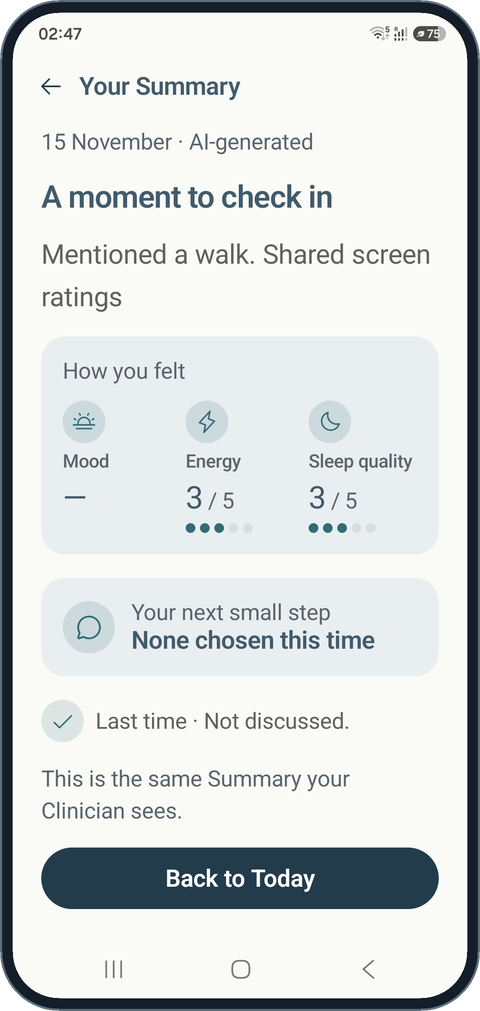 02:47
75
Your Summary
15 November · AI-generated
A moment to check in
Mentioned a walk. Shared screen
ratings
How you felt
Mood
Energy
Sleep quality
—
3 / 5
3 / 5
Your next small step
None chosen this time
Last time · Not discussed.
This is the same Summary your
Clinician sees.
Back to Today